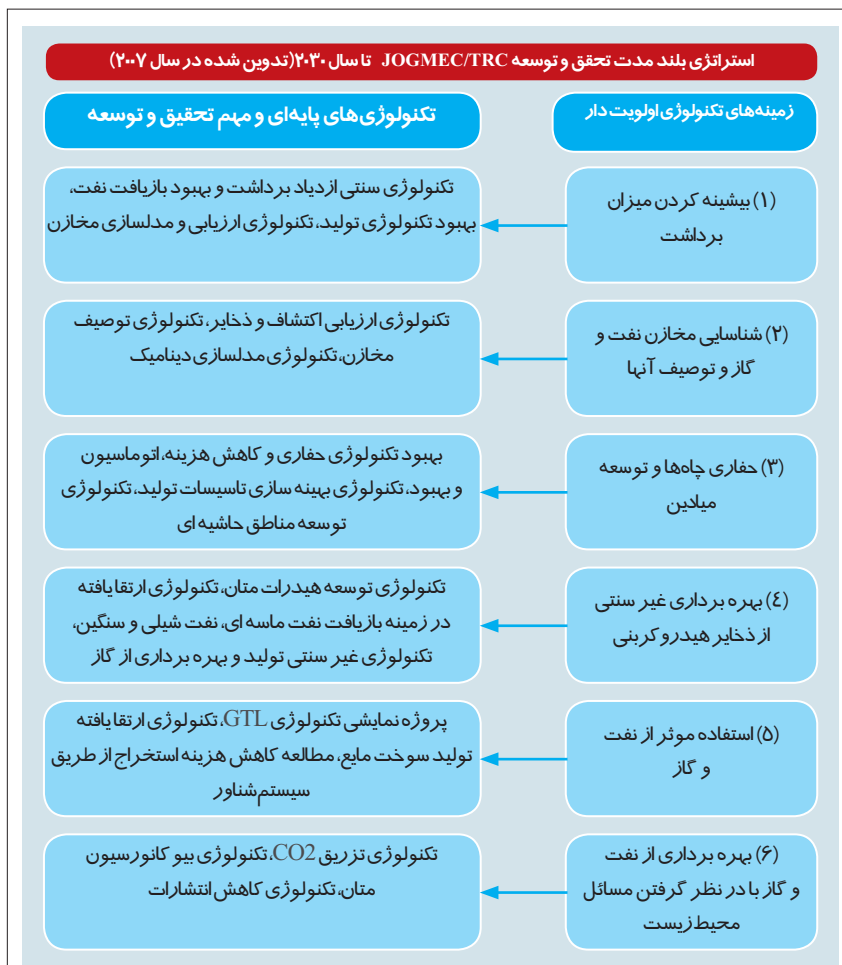 استراتژی بلند مدت تحقق و توسعه JOGMEC/TRC تا سال ۲۰۳۰(تدوین شده در سال ۲۰۰۷)
زمینه‌های تکنولوژی اولویت دار
تکنولوژی‌های پایه‌ای و مهم تحقیق و توسعه
(۱) بیشینه کردن میزان
برداشت
تکنولوژی سنتی ازدیاد برداشت و بهبود بازیافت نفت،
بهبود تکنولوژی تولید، تکنولوژی ارزیابی و مدلسازی مخازن
(۲) شناسایی مخازن نفت و
گاز و توصیف آنها
تکنولوژی ارزیابی اکتشاف و ذخایر، تکنولوژی توصیف
مخازن، تکنولوژی مدلسازی دینامیک
(۳) حفاری چاه‌ها و توسعه
میادین
بهبود تکنولوژی حفاری و کاهش هزینه، اتوماسیون
و بهبود، تکنولوژی بهینه سازی تاسیسات تولید، تکنولوژی
توسعه مناطق حاشیه ای
(٤) بهره برداری غیر سنتی
از ذخایر هیدروکربنی
تکنولوژی توسعه هیدرات متان، تکنولوژی ارتقا یافته
در زمینه بازیافت نفت ماسه ای، نفت شیلی و سنگین،
تکنولوژی غیر سنتی تولید و بهره برداری از گاز
(۵) استفاده موثر از نفت
و گاز
پروژه نمایشی تکنولوژی GTL، تکنولوژی ارتقا یافته
تولید سوخت مایع، مطالعه کاهش هزینه استخراج از طریق
سیستم شناور
(۶) بهره برداری از نفت
و گاز با در نظر گرفتن مسائل
محیط زیست
تکنولوژی تزریق CO2، تکنولوژی بیو کانورسیون
متان، تکنولوژی کاهش انتشارات